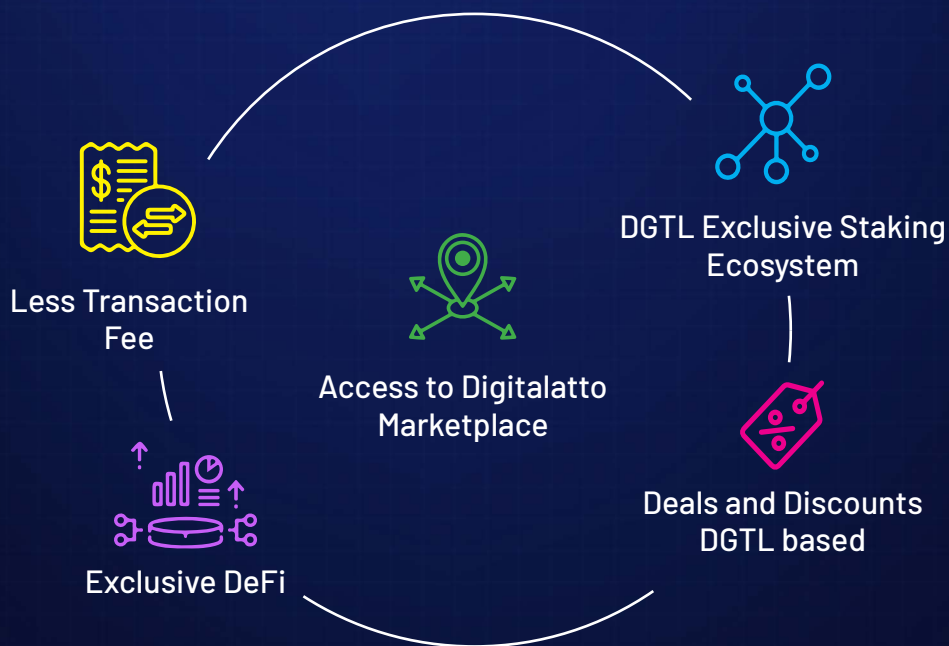 Less Transaction
Fee
DGTL Exclusive Staking
Ecosystem
Access to Digitalatto
Marketplace
Exclusive DeFi
Deals and Discounts
DGTL based